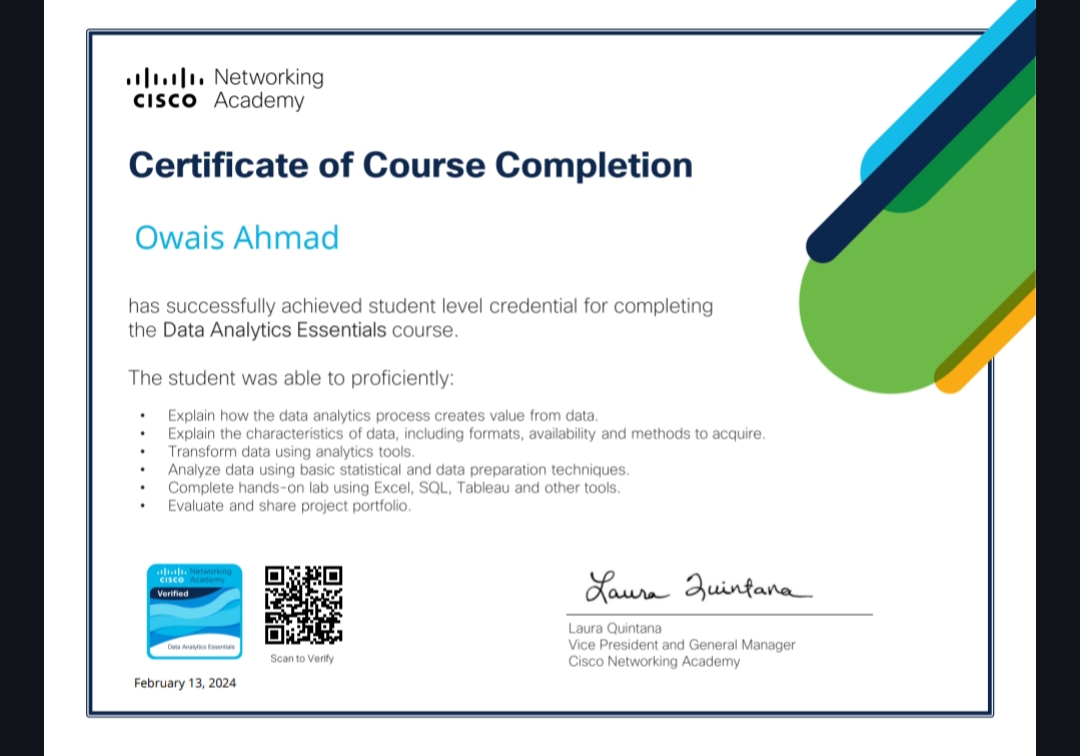 Networking
CISCO Academy
Certificate of Course Completion
Owais Ahmad
has successfully achieved student level credential for completing
the Data Analytics Essentials course.
The student was able to proficiently:
• Explain how the data analytics process creates value from data.
• Explain the characteristics of data, including formats, availability and methods to acquire.
• Transform data using analytics tools.
• Analyze data using basic statistical and data preparation techniques.
• Complete hands-on lab using Excel, SQL, Tableau and other tools.
• Evaluate and share project portfolio.
Networking
CISCO Academy
Verified
Data Analytics Essentials
Scan to Verify
February 13, 2024
Laura Quintana
Laura Quintana
Vice President and General Manager
Cisco Networking Academy